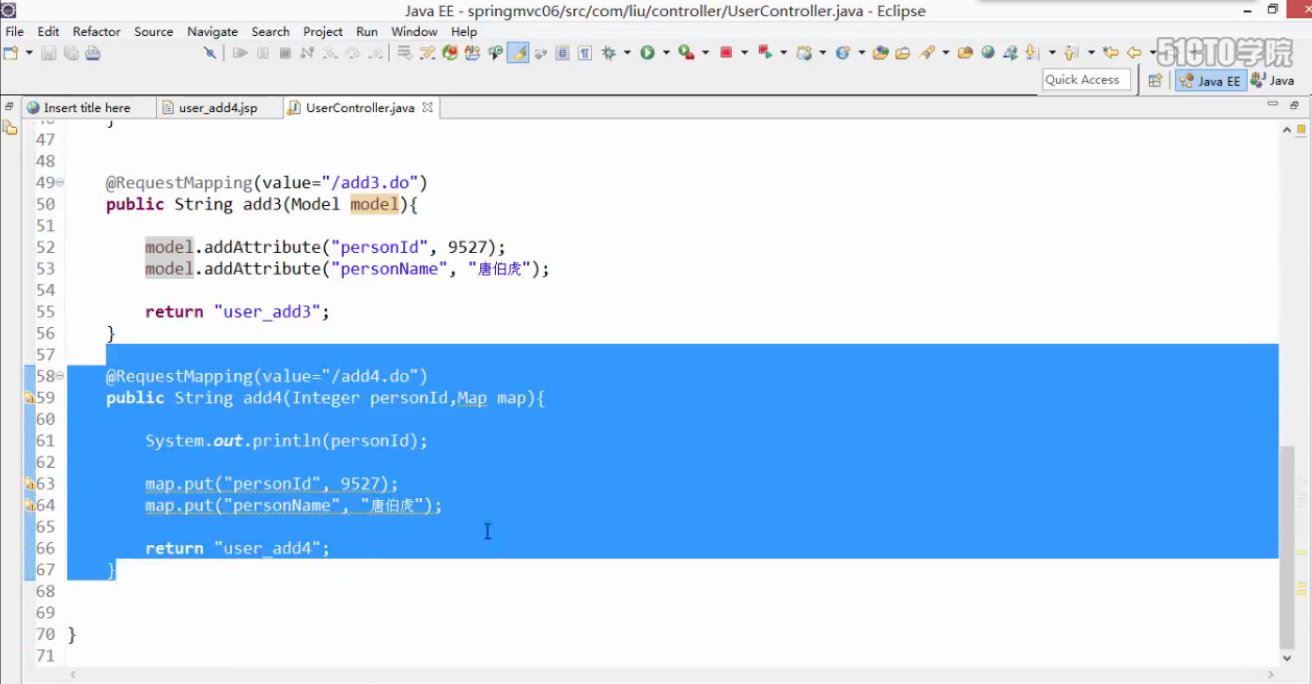 Java EE - springmvc06/src/com/liu/controller/UserController.java - Eclipse
File Edit Refactor Source Navigate Search Project Run Window Help
51CTO学院
Quick Access
Java EE
Java
Insert title here
user_add4.jsp
UserController.java
46 }
47
48
49 @RequestMapping(value="/add3.do")
50 public String add3(Model model){
51
52 model.addAttribute("personId", 9527);
53 model.addAttribute("personName", "唐伯虎");
54
55 return "user_add3";
56 }
57
58 @RequestMapping(value="/add4.do")
59 public String add4(Integer personId,Map map){
60
61 System.out.println(personId);
62
63 map.put("personId", 9527);
64 map.put("personName", "唐伯虎");
65
66 return "user_add4";
67 }
68
69
70 }
71